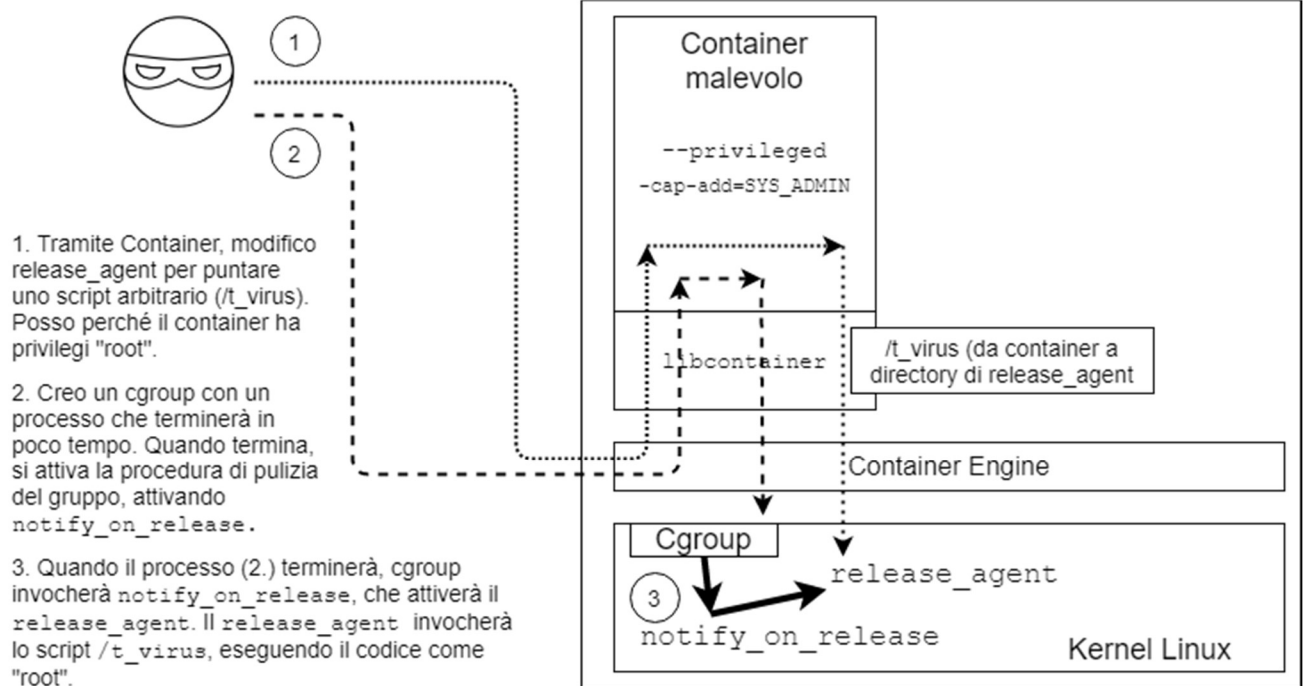 1
2
1. Tramite Container, modifico
release_agent per puntare
uno script arbitrario (/t_virus).
Posso perché il container ha
privilegi "root".
2. Creo un cgroup con un
processo che terminerà in
poco tempo. Quando termina,
si attiva la procedura di pulizia
del gruppo, attivando
notify_on_release.
3. Quando il processo (2.) terminerà, cgroup
invocherà notify_on_release, che attiverà il
release_agent. Il release_agent invocherà
lo script /t_virus, eseguendo il codice come
"root".
Container
malevolo
--privileged
-cap-add=SYS_ADMIN
libcontainer
/t_virus (da container a
directory di release_agent
Container Engine
Cgroup
release_agent
3
notify_on_release
Kernel Linux